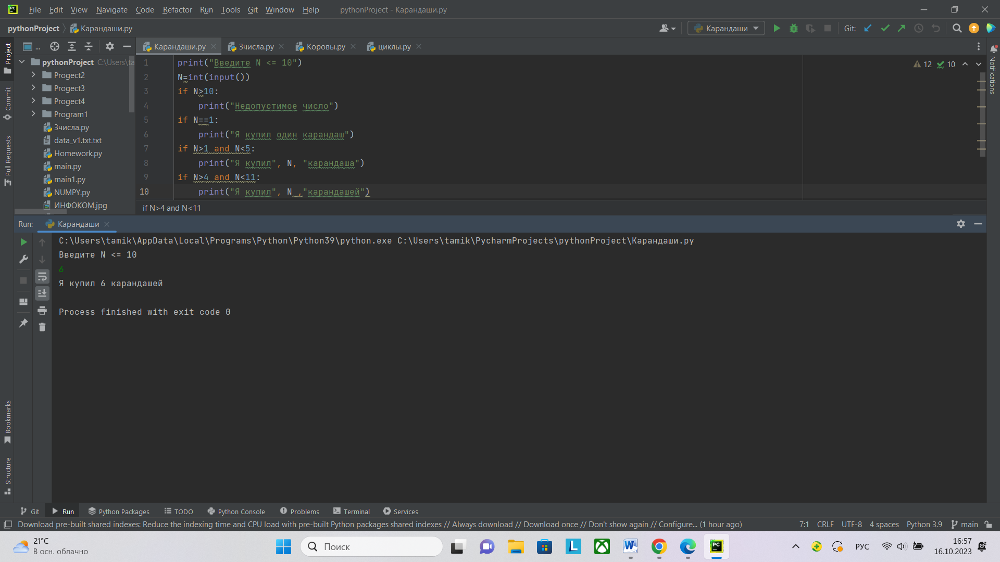 File Edit View Navigate Code Refactor Run Tools Git Window Help pythonProject - Карандаши.py
pythonProject Карандаши.py Карандаши Git:
Project
Commit
Pull Requests
Bookmarks
Structure
Notifications
...
pythonProject C:\Users\ta
Progect2
Progect3
Progect4
Program1
3числа.py
data_v1.txt.txt
Homework.py
main.py
main1.py
NUMPY.py
ИНФОКОМ.jpg
Карандаши.py 3числа.py Коровы.py циклы.py
12 10
1 print("Введите N <= 10")
2 N=int(input())
3 if N>10:
4 print("Недопустимое число")
5 if N==1:
6 print("Я купил один карандаш")
7 if N>1 and N<5:
8 print("Я купил", N, "карандаша")
9 if N>4 and N<11:
10 print("Я купил", N ,"карандашей")
if N>4 and N<11
Run: Карандаши
C:\Users\tamik\AppData\Local\Programs\Python\Python39\python.exe C:\Users\tamik\PycharmProjects\pythonProject\Карандаши.py
Введите N <= 10
6
Я купил 6 карандашей
Process finished with exit code 0
Git Run Python Packages TODO Python Console Problems Terminal Services
Download pre-built shared indexes: Reduce the indexing time and CPU load with pre-built Python packages shared indexes // Always download // Download once // Don't show again // Configure... (1 hour ago) 7:1 CRLF UTF-8 4 spaces Python 3.9 main
21°C
В осн. облачно
Поиск
РУС
16:57
16.10.2023